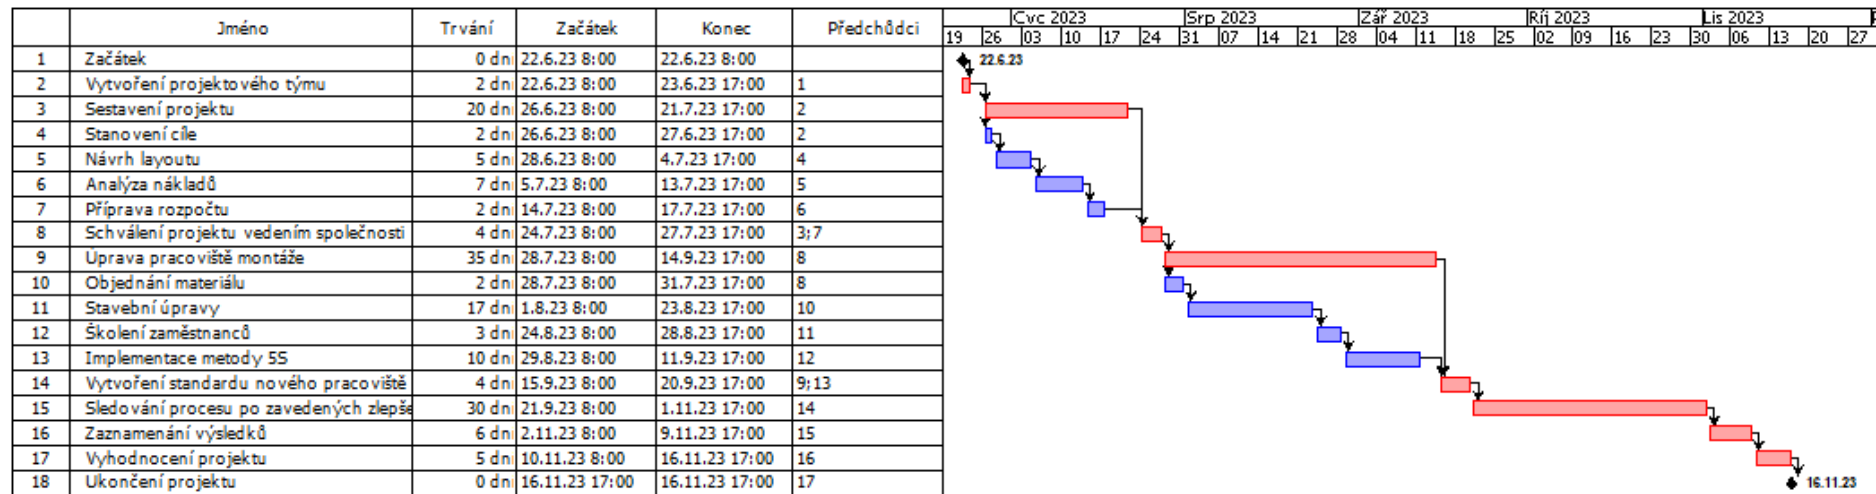 Jméno Trvání Začátek Konec Předchůdci
Čvc 2023 Srp 2023 Zář 2023 Říj 2023 Lis 2023
19 26 03 10 17 24 31 07 14 21 28 04 11 18 25 02 09 16 23 30 06 13 20 27
1 Začátek 0 dní 22.6.23 8:00 22.6.23 8:00 22.6.23
2 Vytvoření projektového týmu 2 dní 22.6.23 8:00 23.6.23 17:00 1
3 Sestavení projektu 20 dní 26.6.23 8:00 21.7.23 17:00 2
4 Stanovení cíle 2 dní 26.6.23 8:00 27.6.23 17:00 2
5 Návrh layoutu 5 dní 28.6.23 8:00 4.7.23 17:00 4
6 Analýza nákladů 7 dní 5.7.23 8:00 13.7.23 17:00 5
7 Příprava rozpočtu 2 dní 14.7.23 8:00 17.7.23 17:00 6
8 Schválení projektu vedením společnosti 4 dní 24.7.23 8:00 27.7.23 17:00 3;7
9 Úprava pracoviště montáže 35 dní 28.7.23 8:00 14.9.23 17:00 8
10 Objednání materiálu 2 dní 28.7.23 8:00 31.7.23 17:00 8
11 Stavební úpravy 17 dní 1.8.23 8:00 23.8.23 17:00 10
12 Školení zaměstnanců 3 dní 24.8.23 8:00 28.8.23 17:00 11
13 Implementace metody 5S 10 dní 29.8.23 8:00 11.9.23 17:00 12
14 Vytvoření standardu nového pracoviště 4 dní 15.9.23 8:00 20.9.23 17:00 9;13
15 Sledování procesu po zavedených zlepše 30 dní 21.9.23 8:00 1.11.23 17:00 14
16 Zaznamenání výsledků 6 dní 2.11.23 8:00 9.11.23 17:00 15
17 Vyhodnocení projektu 5 dní 10.11.23 8:00 16.11.23 17:00 16
18 Ukončení projektu 0 dní 16.11.23 17:00 16.11.23 17:00 17 16.11.23